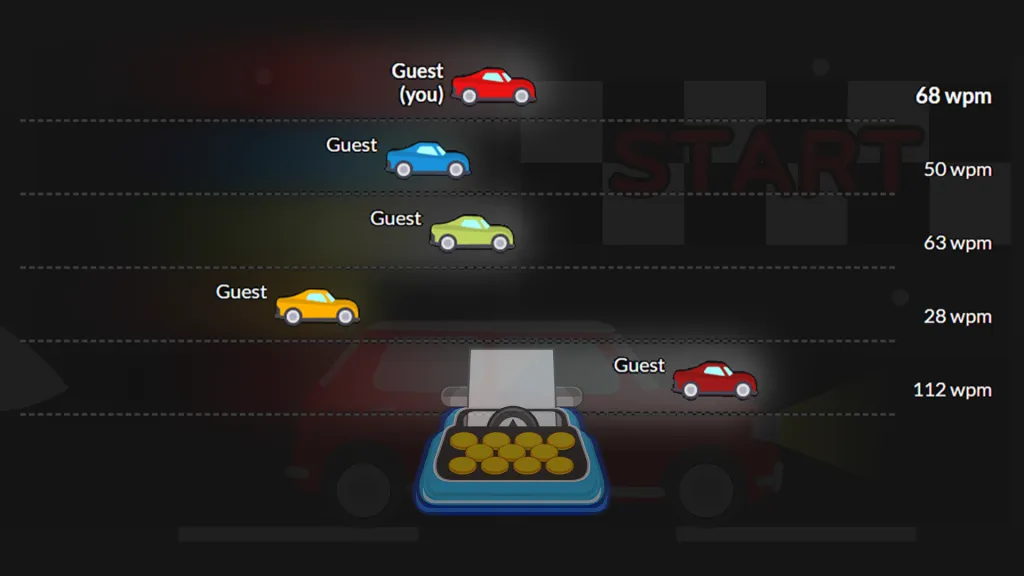 Guest
(you)
68 wpm
START
Guest
50 wpm
Guest
63 wpm
Guest
28 wpm
Guest
112 wpm